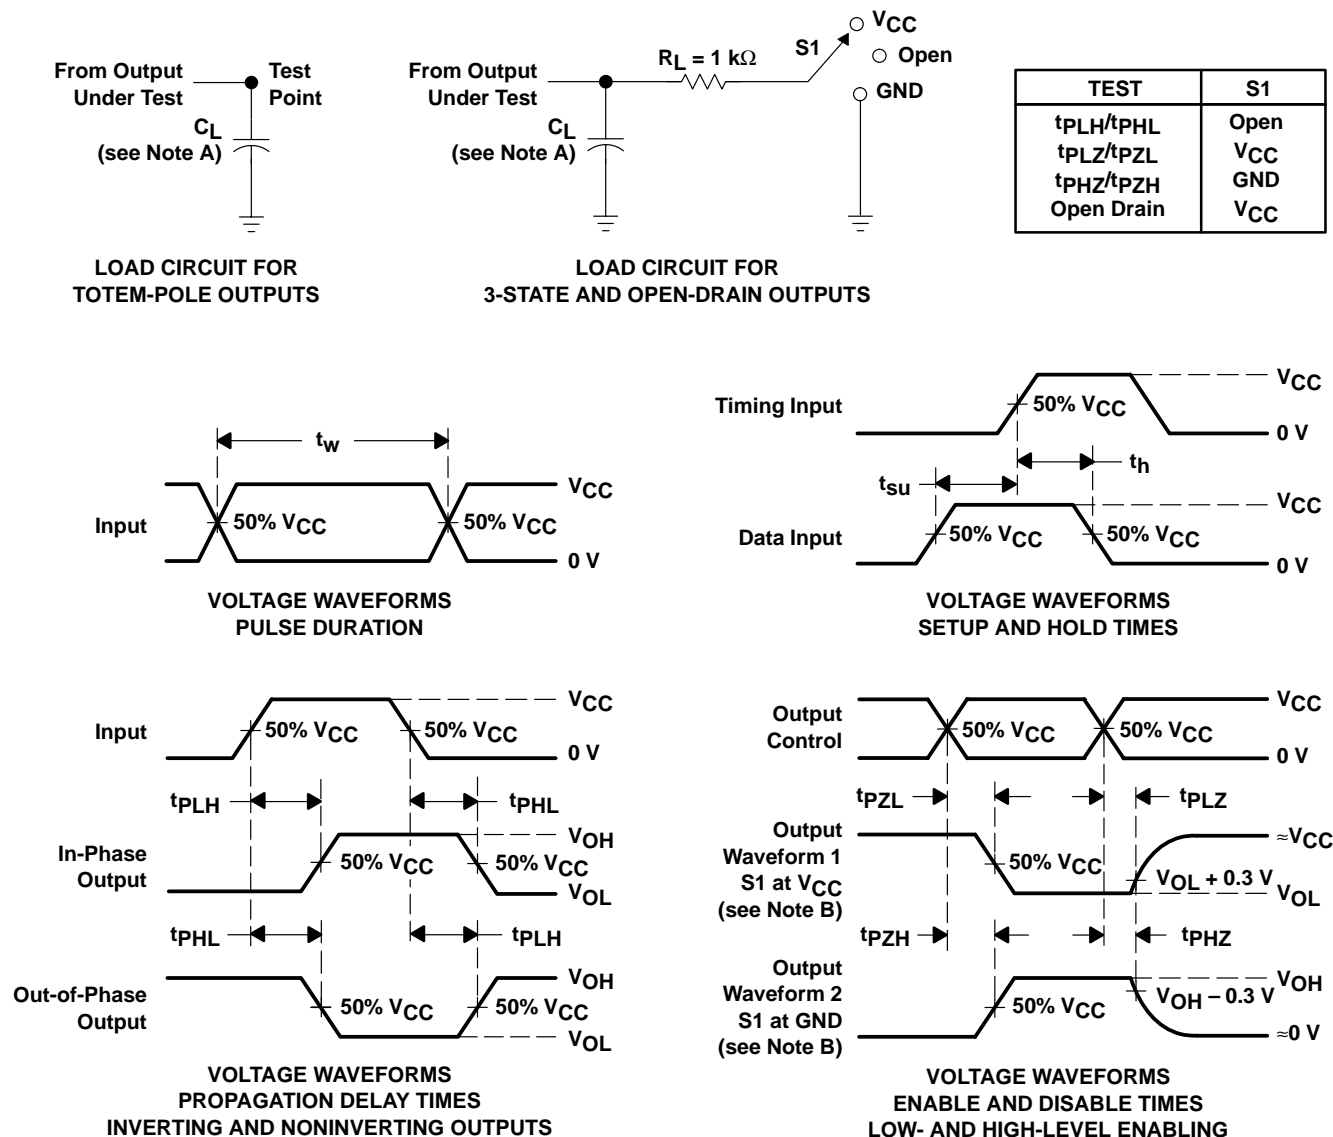 From Output
Under Test
Test
Point
CL
(see Note A)
LOAD CIRCUIT FOR
TOTEM-POLE OUTPUTS
From Output
Under Test
CL
(see Note A)
RL = 1 kΩ
S1
VCC
Open
GND
LOAD CIRCUIT FOR
3-STATE AND OPEN-DRAIN OUTPUTS
TEST S1
tPLH/tPHL Open
tPLZ/tPZL VCC
tPHZ/tPZH GND
Open Drain VCC
tw
Input
50% VCC
50% VCC
VCC
0 V
VOLTAGE WAVEFORMS
PULSE DURATION
Timing Input
50% VCC
VCC
0 V
th
tsu
Data Input
50% VCC
50% VCC
VCC
0 V
VOLTAGE WAVEFORMS
SETUP AND HOLD TIMES
Input
50% VCC
50% VCC
VCC
0 V
tPLH
tPHL
In-Phase
Output
50% VCC
50% VCC
VOH
VOL
tPHL
tPLH
Out-of-Phase
Output
50% VCC
50% VCC
VOH
VOL
VOLTAGE WAVEFORMS
PROPAGATION DELAY TIMES
INVERTING AND NONINVERTING OUTPUTS
Output
Control
50% VCC
50% VCC
VCC
0 V
tPZL
tPLZ
Output
Waveform 1
S1 at VCC
(see Note B)
50% VCC
≈VCC
VOL + 0.3 V
VOL
tPZH
tPHZ
Output
Waveform 2
S1 at GND
(see Note B)
50% VCC
VOH
VOH – 0.3 V
≈0 V
VOLTAGE WAVEFORMS
ENABLE AND DISABLE TIMES
LOW- AND HIGH-LEVEL ENABLING